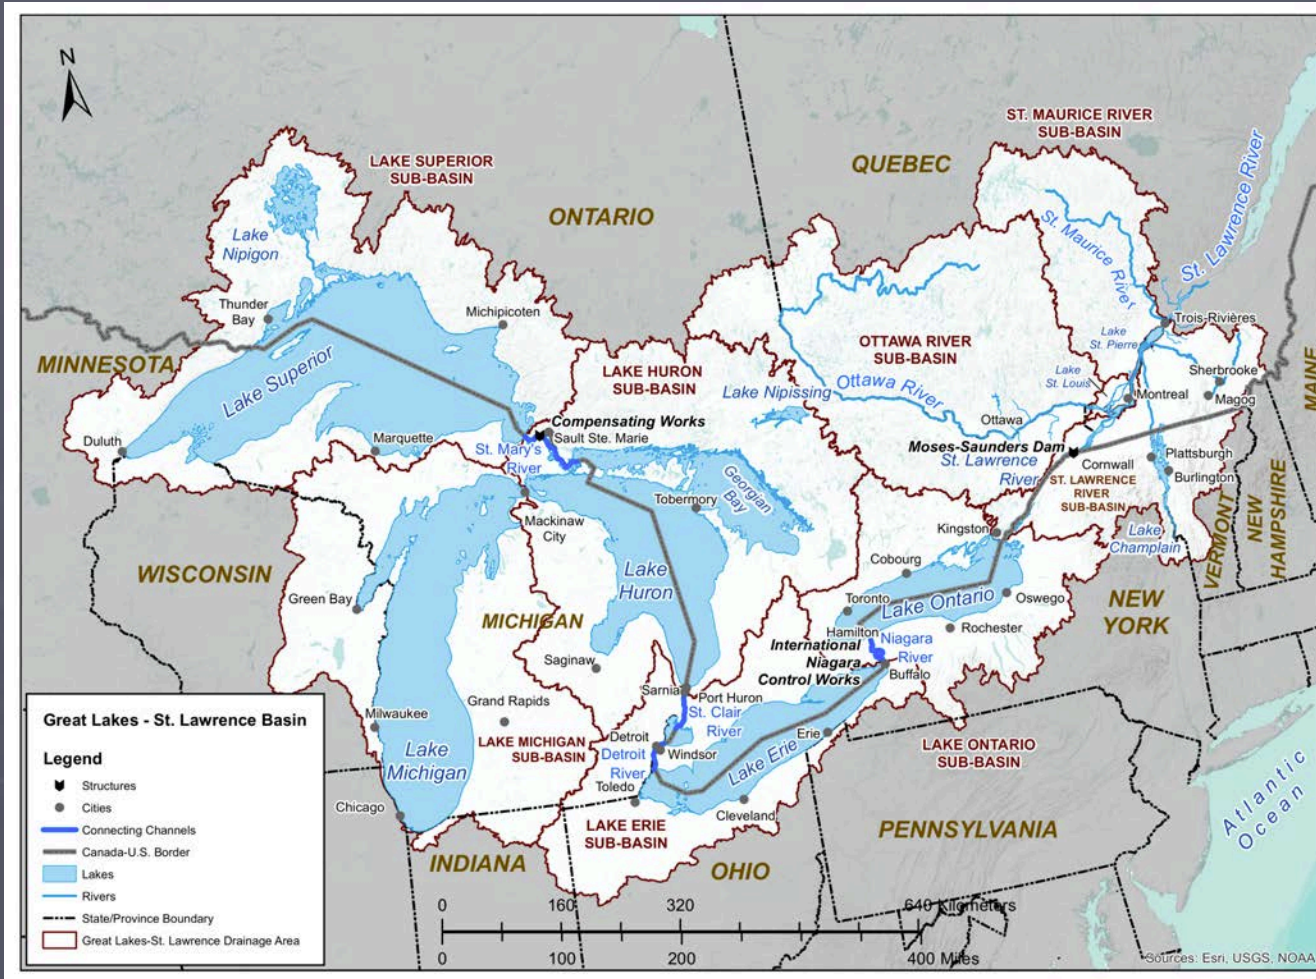 N
ST. MAURICE RIVER
SUB-BASIN
LAKE SUPERIOR
SUB-BASIN
QUEBEC
ONTARIO
St. Maurice River
St. Lawrence River
Lake
Nipigon
Thunder
Bay
Michipicoten
Trois-Rivières
MINNESOTA
Lake Superior
OTTAWA RIVER
SUB-BASIN
Lake
St. Pierre
LAKE HURON
SUB-BASIN
Lake
St. Louis
Sherbrooke
MAINE
Ottawa River
Lake Nipissing
Montreal
Magog
Ottawa
Compensating Works
Sault Ste. Marie
Duluth
Marquette
St. Mary's
River
Moses-Saunders Dam
St. Lawrence
River
Cornwall
Plattsburgh
Burlington
ST. LAWRENCE
RIVER
SUB-BASIN
Georgian
Bay
Tobermory
Mackinaw
City
Kingston
Lake
Champlain
VERMONT
NEW
HAMPSHIRE
WISCONSIN
Lake
Huron
Cobourg
Green Bay
Toronto
Lake Ontario
Oswego
NEW
YORK
MICHIGAN
Hamilton
Niagara
River
Rochester
International
Niagara
Control Works
Buffalo
Saginaw
Sarnia
Port Huron
St. Clair
River
Grand Rapids
Milwaukee
Lake
Michigan
LAKE MICHIGAN
SUB-BASIN
Detroit
Windsor
Detroit
River
Erie
Lake Erie
LAKE ONTARIO
SUB-BASIN
Toledo
Chicago
Cleveland
LAKE ERIE
SUB-BASIN
PENNSYLVANIA
Atlantic
Ocean
INDIANA
OHIO
Great Lakes - St. Lawrence Basin
Legend
Structures
Cities
Connecting Channels
Canada-U.S. Border
Lakes
Rivers
State/Province Boundary
Great Lakes-St. Lawrence Drainage Area
0 160 320 640 Kilometers
0 100 200 400 Miles
Sources: Esri, USGS, NOAA